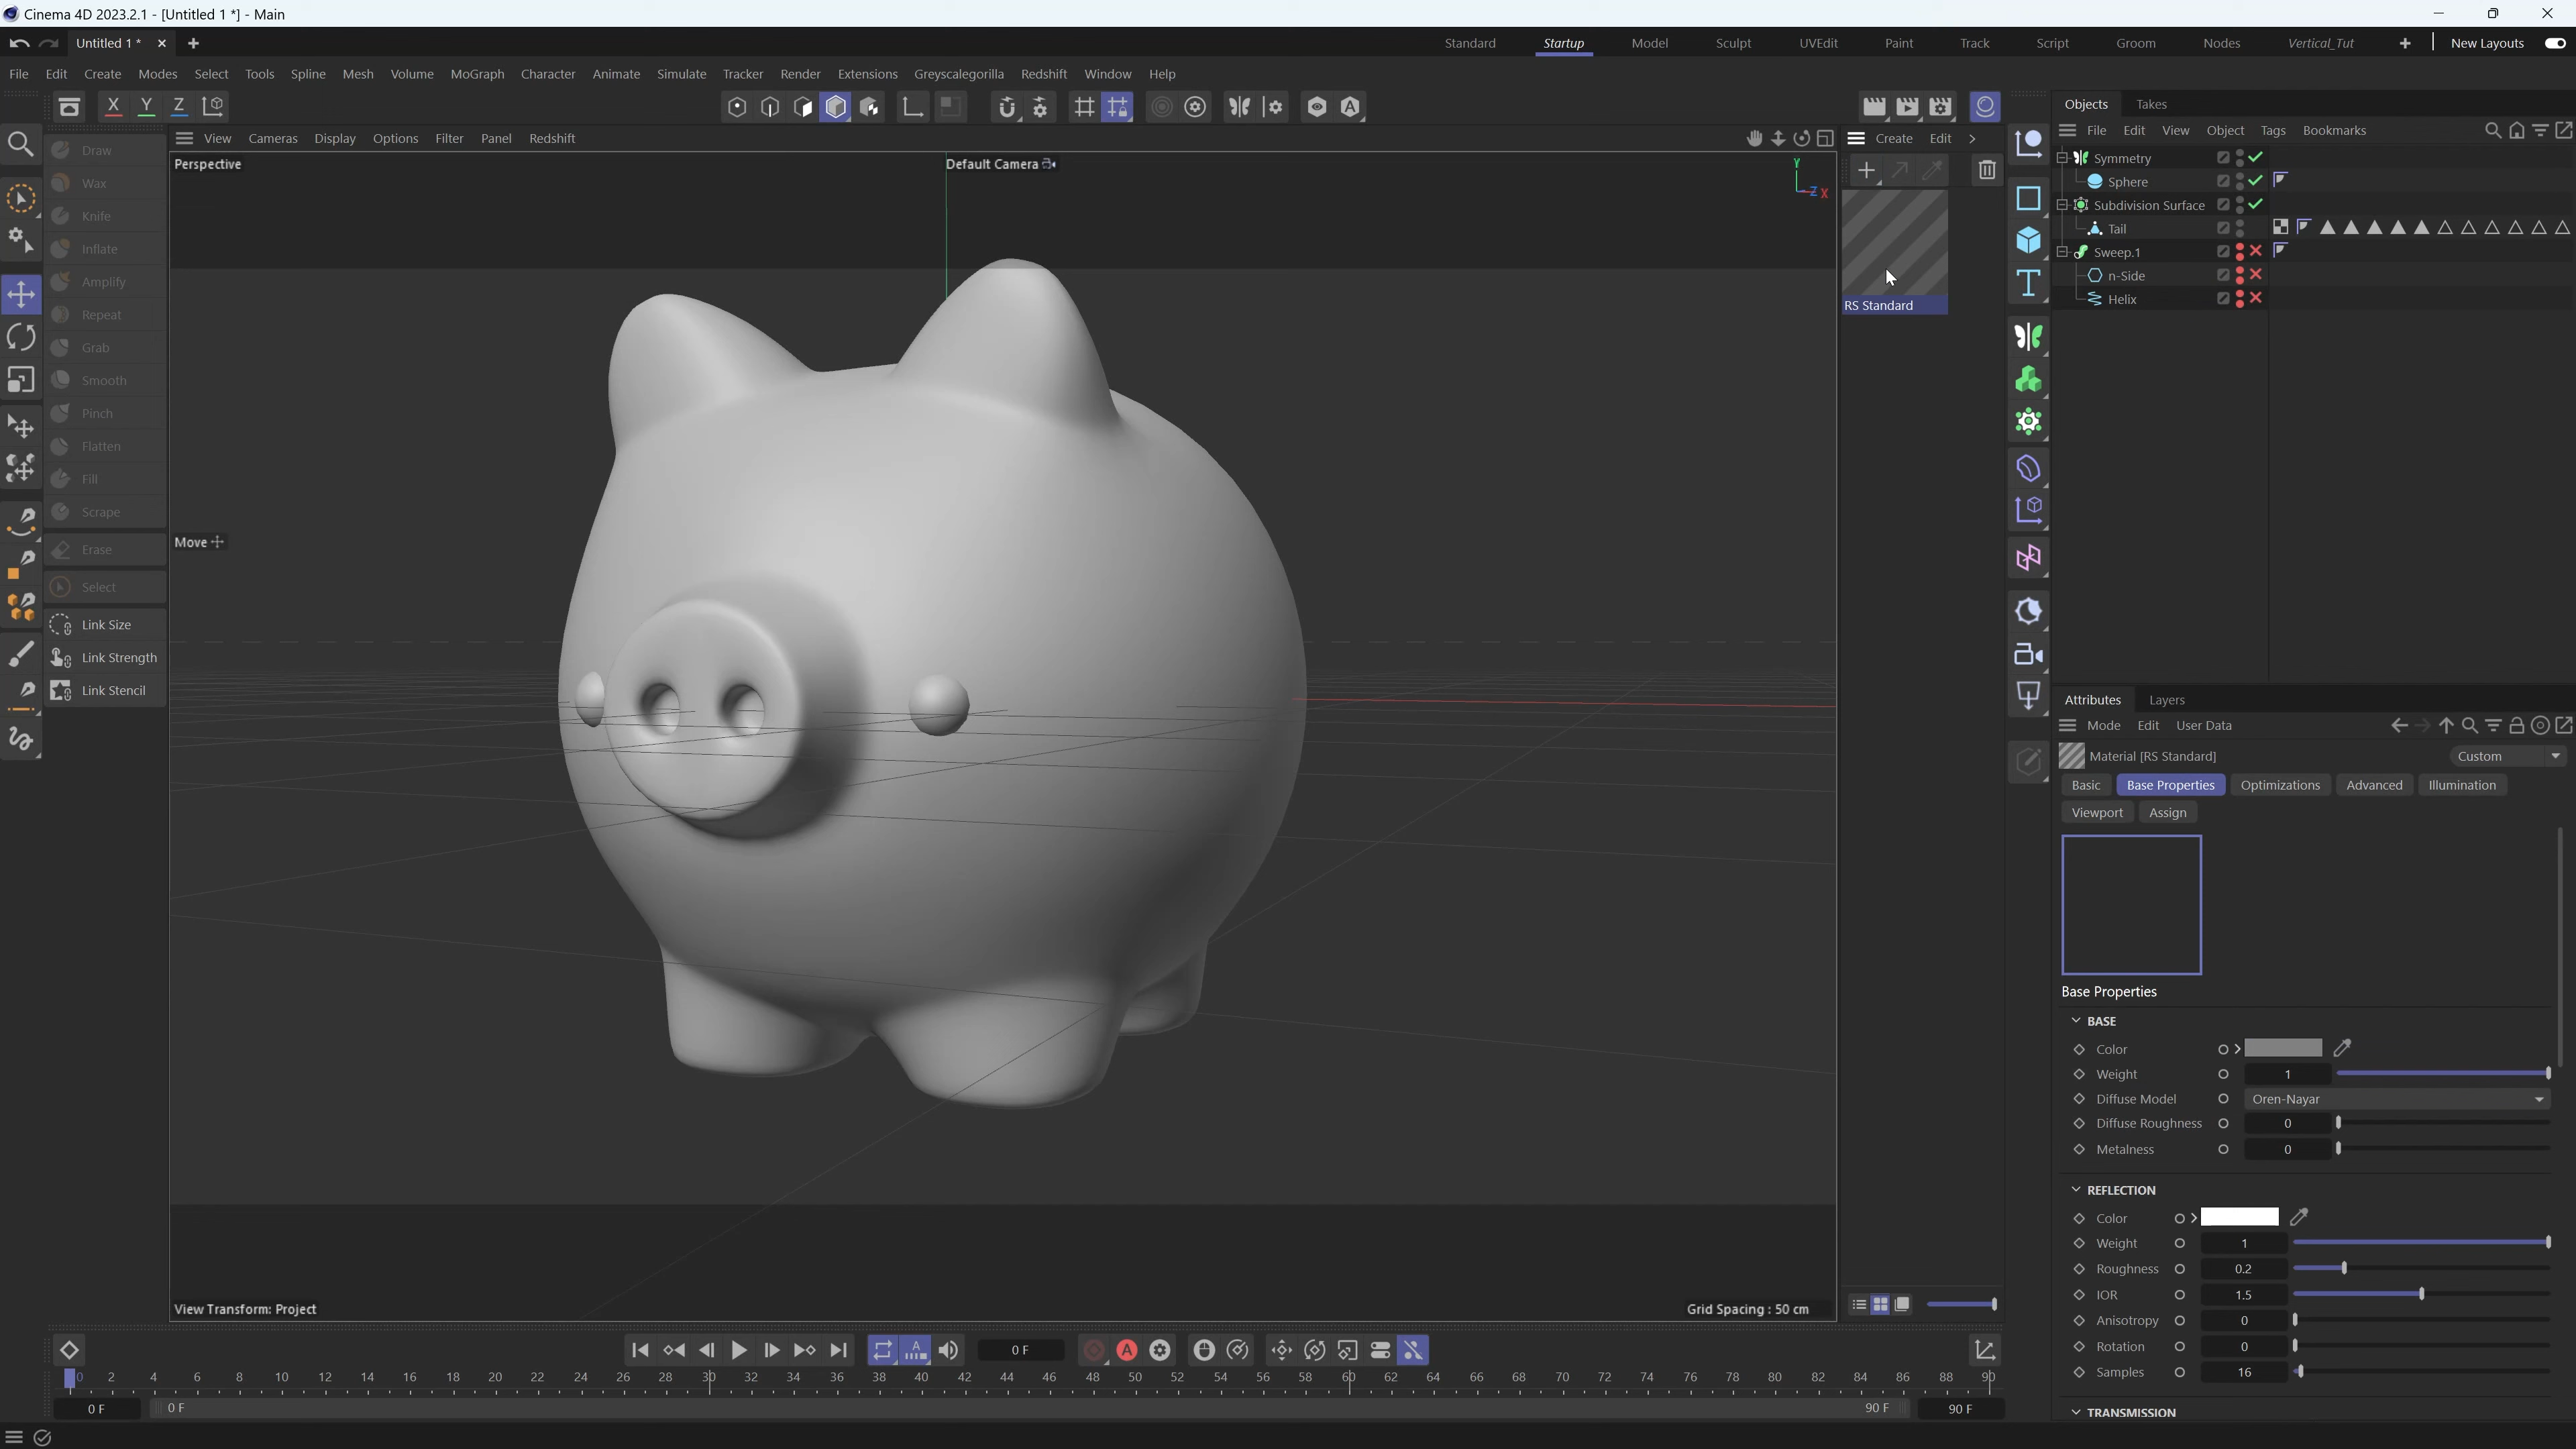 Cinema 4D 2023.2.1 - [Untitled 1 *] - Main
Untitled 1 *
Standard Startup Model Sculpt UVEdit Paint Track Script Groom Nodes Vertical_Tut New Layouts
File Edit Create Modes Select Tools Spline Mesh Volume MoGraph Character Animate Simulate Tracker Render Extensions Greyscalegorilla Redshift Window Help
X Y Z
View Cameras Display Options Filter Panel Redshift
Perspective
Default Camera
Y
Z X
Draw
Wax
Knife
Inflate
Amplify
Repeat
Grab
Smooth
Pinch
Flatten
Fill
Scrape
Erase
Select
Link Size
Link Strength
Link Stencil
Move
View Transform: Project
Grid Spacing : 50 cm
Create Edit
RS Standard
Objects Takes
File Edit View Object Tags Bookmarks
Symmetry
Sphere
Subdivision Surface
Tail
Sweep.1
n-Side
Helix
Attributes Layers
Mode Edit User Data
Material [RS Standard]
Custom
Basic Base Properties Optimizations Advanced Illumination
Viewport Assign
Base Properties
BASE
Color
Weight 1
Diffuse Model Oren-Nayar
Diffuse Roughness 0
Metalness 0
REFLECTION
Color
Weight 1
Roughness 0.2
IOR 1.5
Anisotropy 0
Rotation 0
Samples 16
TRANSMISSION
0 F
0 2 4 6 8 10 12 14 16 18 20 22 24 26 28 30 32 34 36 38 40 42 44 46 48 50 52 54 56 58 60 62 64 66 68 70 72 74 76 78 80 82 84 86 88 90
0 F 0 F 90 F 90 F